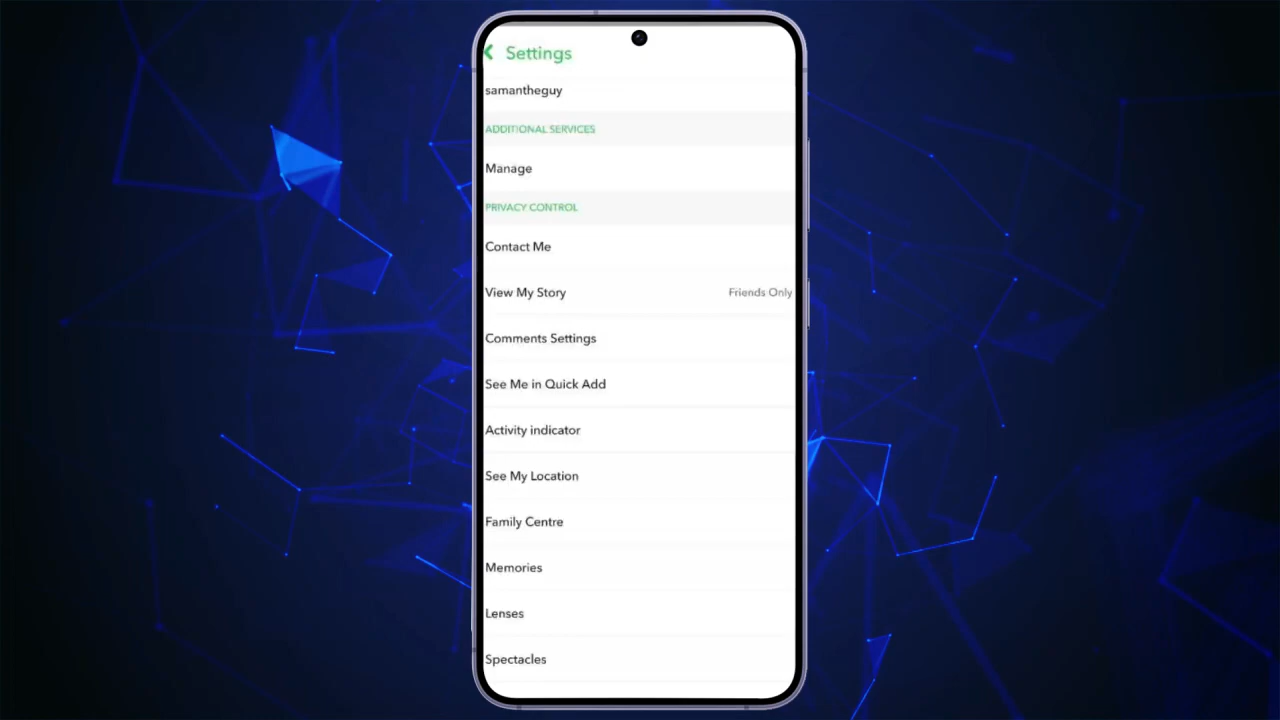 Settings
samantheguy
ADDITIONAL SERVICES
Manage
PRIVACY CONTROL
Contact Me
View My Story Friends Only
Comments Settings
See Me in Quick Add
Activity indicator
See My Location
Family Centre
Memories
Lenses
Spectacles